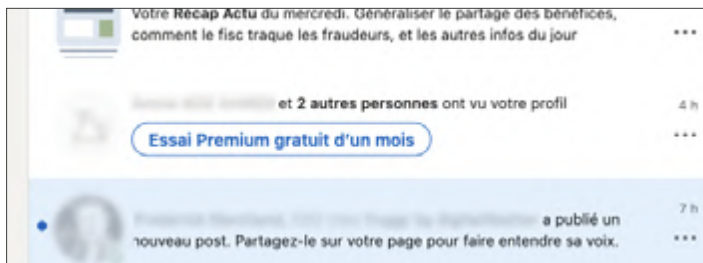 Votre Récap Actu du mercredi. Généraliser le partage des bénéfices,
comment le fisc traque les fraudeurs, et les autres infos du jour
et 2 autres personnes ont vu votre profil
4 h
Essai Premium gratuit d'un mois
7 h
a publié un
nouveau post. Partagez-le sur votre page pour faire entendre sa voix.